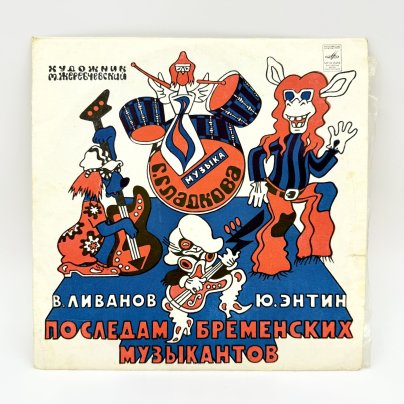 ХУДОЖНИК
М.ЖЕРЕБЧЕВСКИЙ
МУЗЫКА
Г.ГЛАДКОВА
В.ЛИВАНОВ Ю.ЭНТИН
ПО СЛЕДАМ БРЕМЕНСКИХ
МУЗЫКАНТОВ